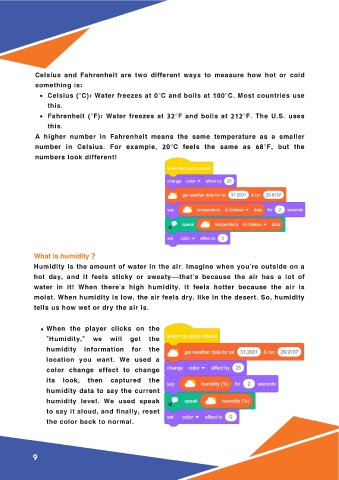 Celsius and Fahrenheit are two different ways to measure how hot or cold
something is:
• Celsius (°C): Water freezes at 0°C and boils at 100°C. Most countries use
this.
• Fahrenheit (°F): Water freezes at 32°F and boils at 212°F. The U.S. uses
this.
A higher number in Fahrenheit means the same temperature as a smaller
number in Celsius. For example, 20°C feels the same as 68°F, but the
numbers look different!
when this sprite clicked
change color effect by 25
get weather data for lat 31.2001 & lon 29.9187
say temperature in Celsius data for 2 seconds
speak temperature in Celsius data
set color effect to 0
What is humidity ?
Humidity is the amount of water in the air. Imagine when you're outside on a
hot day, and it feels sticky or sweaty—that's because the air has a lot of
water in it! When there's high humidity, it feels hotter because the air is
moist. When humidity is low, the air feels dry, like in the desert. So, humidity
tells us how wet or dry the air is.
• When the player clicks on the
"Humidity," we will get the
humidity information for the
location you want. We used a
color change effect to change
its look, then captured the
humidity data to say the current
humidity level. We used speak
to say it aloud, and finally, reset
the color back to normal.
when this sprite clicked
get weather data for lat 31.2001 & lon 29.9187
change color effect by 25
say humidity (%) for 2 seconds
speak humidity (%)
set color effect to 0
9